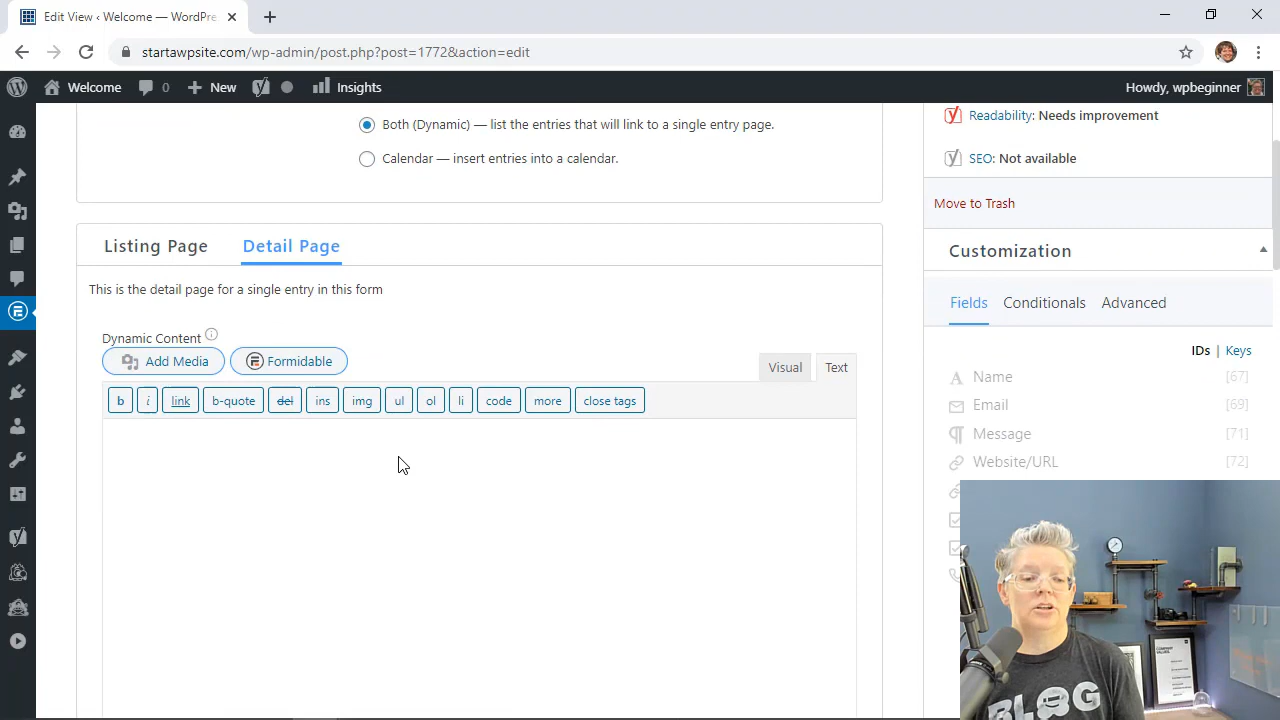 Edit View ‹ Welcome — WordPre
startawpsite.com/wp-admin/post.php?post=1772&action=edit
Welcome 0 New Insights Howdy, wpbeginner
Both (Dynamic) — list the entries that will link to a single entry page.
Calendar — insert entries into a calendar.
Readability: Needs improvement
SEO: Not available
Move to Trash
Listing Page Detail Page
This is the detail page for a single entry in this form
Dynamic Content
Add Media Formidable
Visual Text
b i link b-quote del ins img ul ol li code more close tags
Customization
Fields Conditionals Advanced
IDs | Keys
Name [67]
Email [69]
Message [71]
Website/URL [72]
BLOG